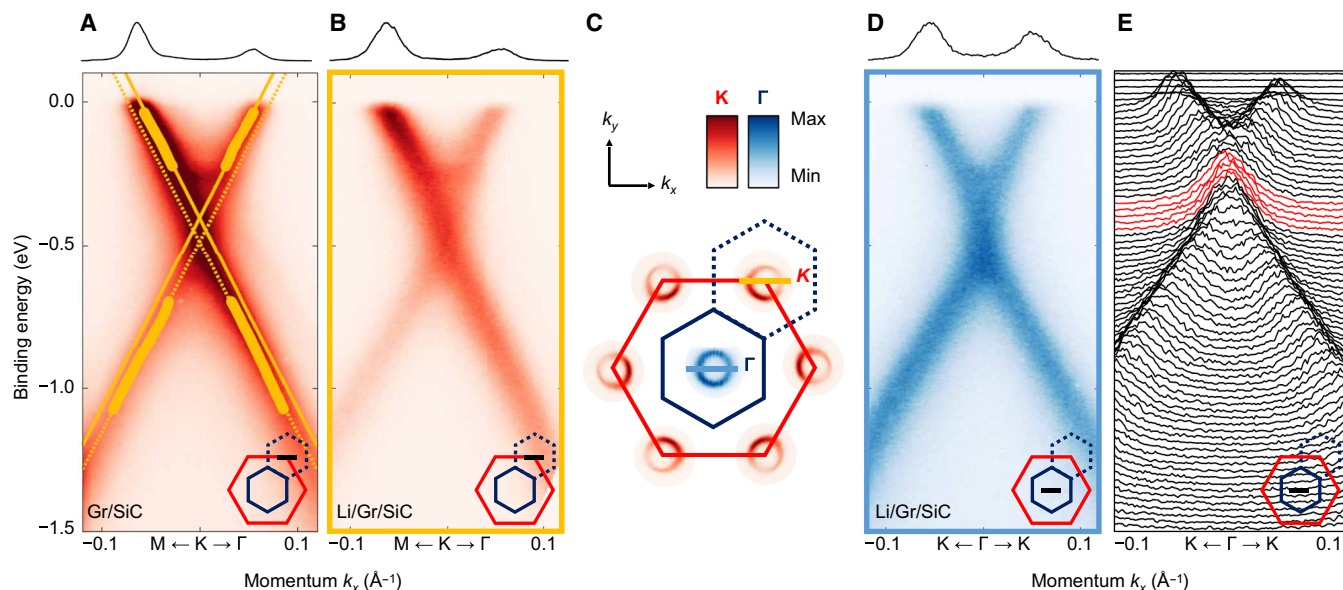 A
B
C
D
E
K
Γ
Max
Min
k_y
k_x
K
Γ
0.0
−0.5
−1.0
−1.5
Binding energy (eV)
Gr/SiC
Li/Gr/SiC
Li/Gr/SiC
−0.1
0.1
−0.1
0.1
−0.1
0.1
−0.1
0.1
M ← K → Γ
M ← K → Γ
K ← Γ → K
K ← Γ → K
Momentum k_x (Å⁻¹)
Momentum k_x (Å⁻¹)